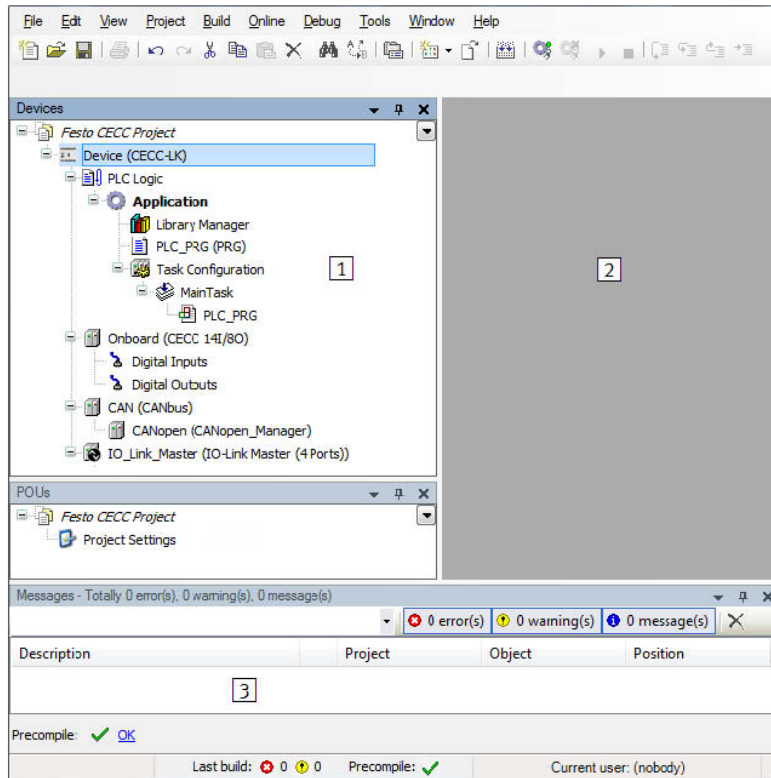 File Edit View Project Build Online Debug Tools Window Help
Devices
Festo CECC Project
Device (CECC-LK)
PLC Logic
Application
Library Manager
PLC_PRG (PRG)
Task Configuration
1
2
MainTask
PLC_PRG
Onboard (CECC 14I/8O)
Digital Inputs
Digital Outputs
CAN (CANbus)
CANopen (CANopen_Manager)
IO_Link_Master (IO-Link Master (4 Ports))
POUs
Festo CECC Project
Project Settings
Messages - Totally 0 error(s), 0 warning(s), 0 message(s)
0 error(s) 0 warning(s) 0 message(s)
Description Project Object Position
3
Precompile: OK
Last build: 0 0 Precompile: Current user: (nobody)